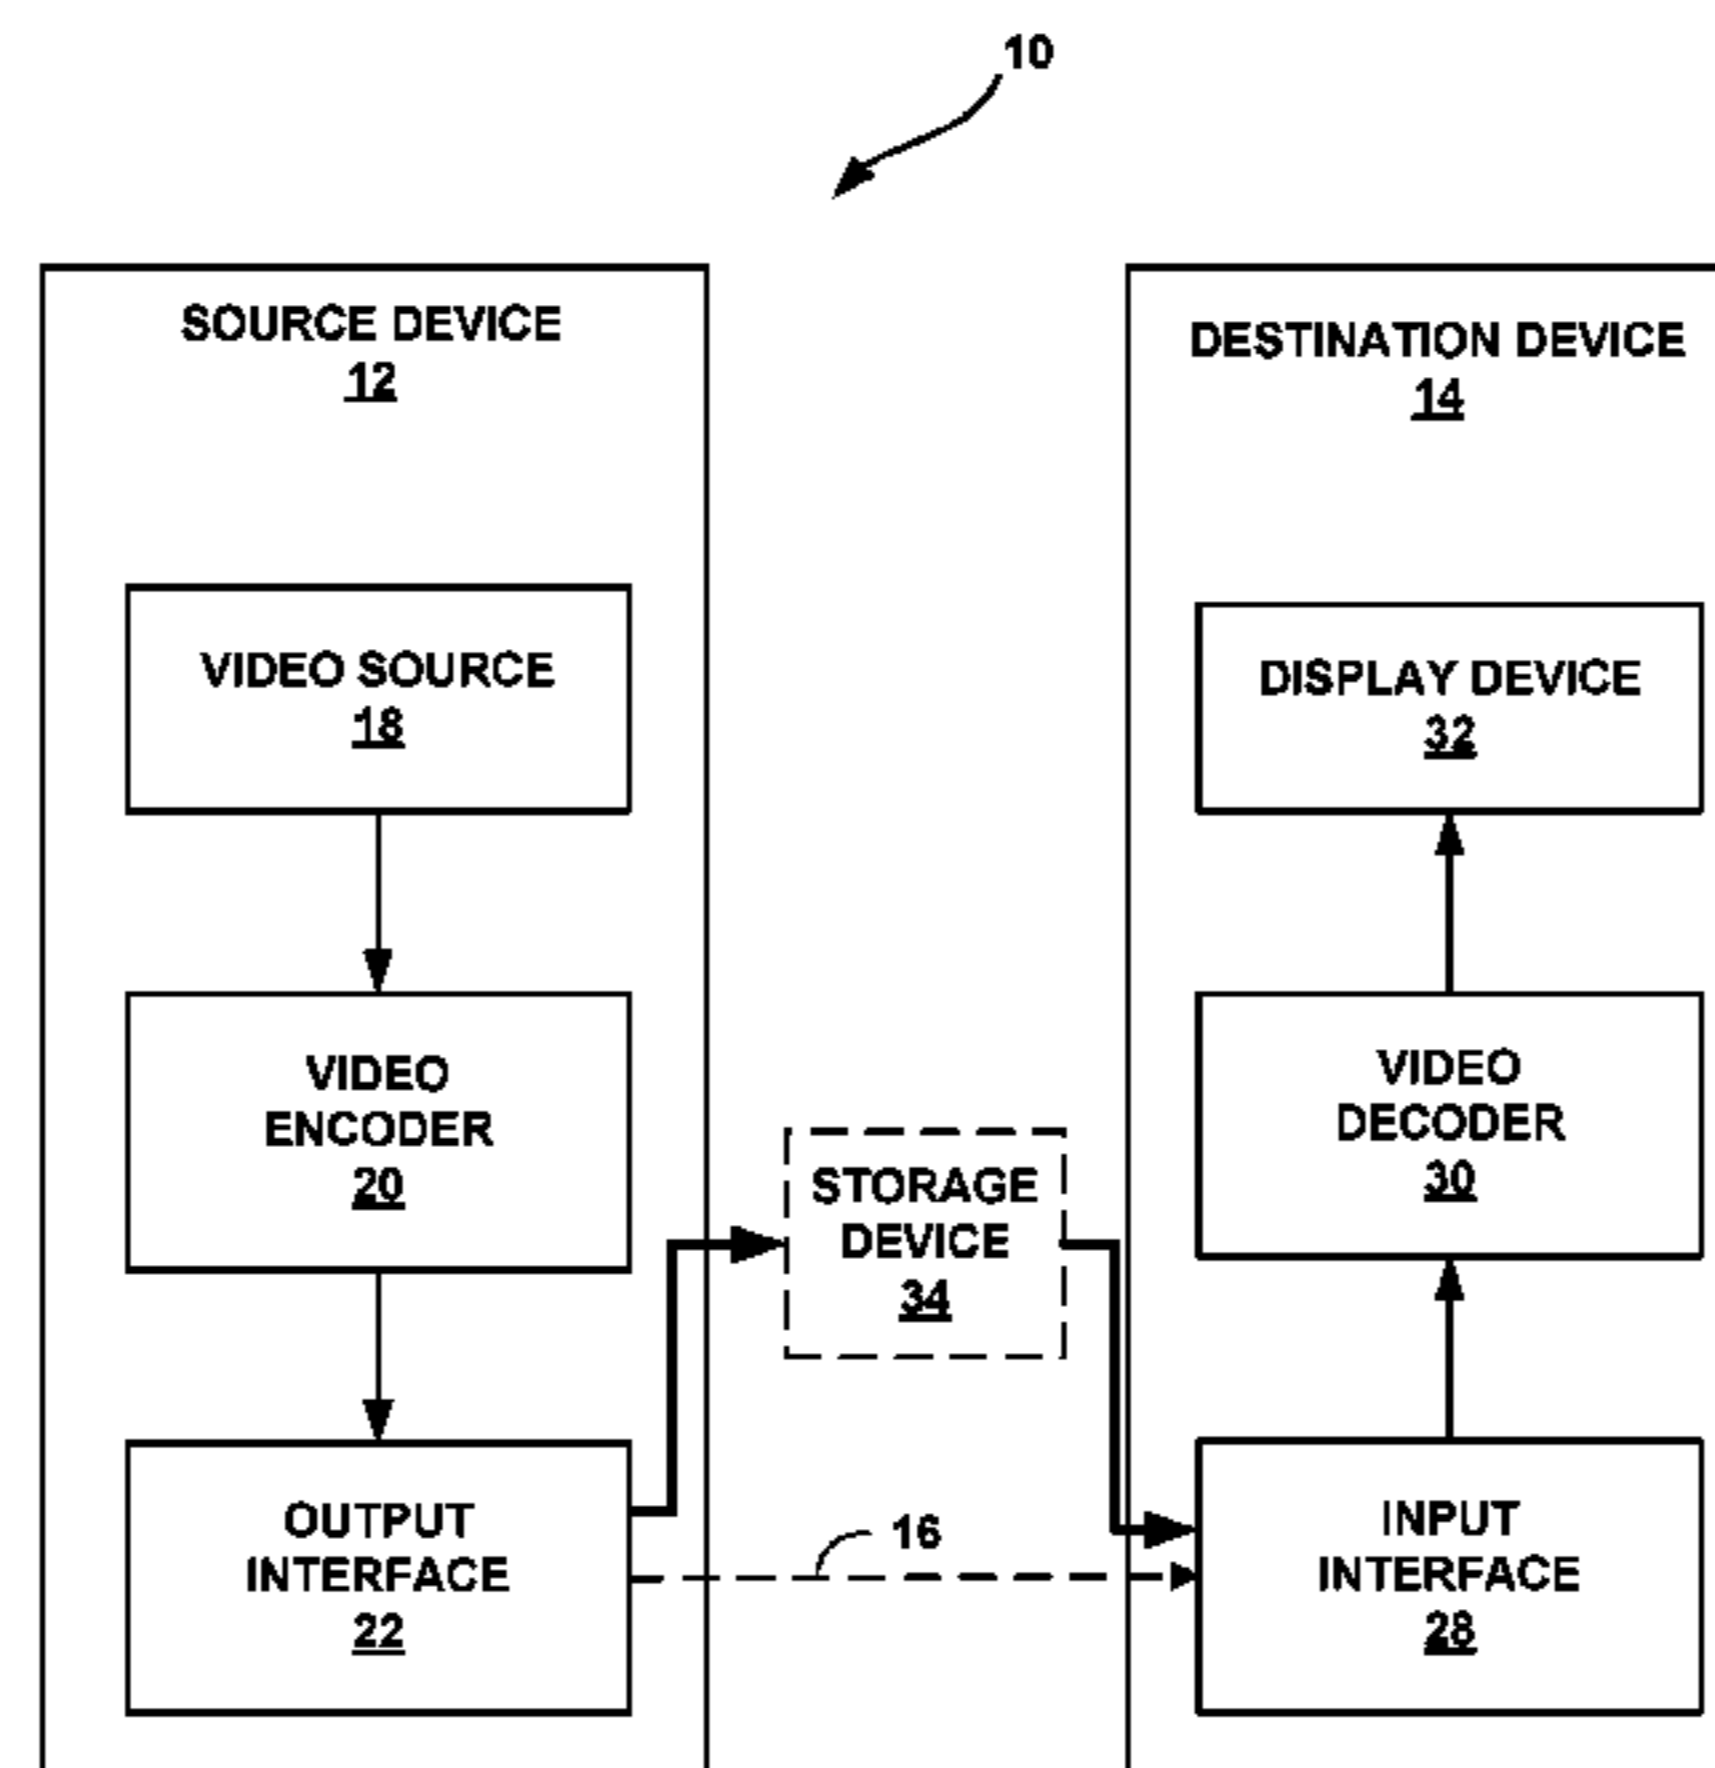 10
SOURCE DEVICE
12
VIDEO SOURCE
18
VIDEO
ENCODER
20
OUTPUT
INTERFACE
22
STORAGE
DEVICE
34
16
DESTINATION DEVICE
14
DISPLAY DEVICE
32
VIDEO
DECODER
30
INPUT
INTERFACE
28